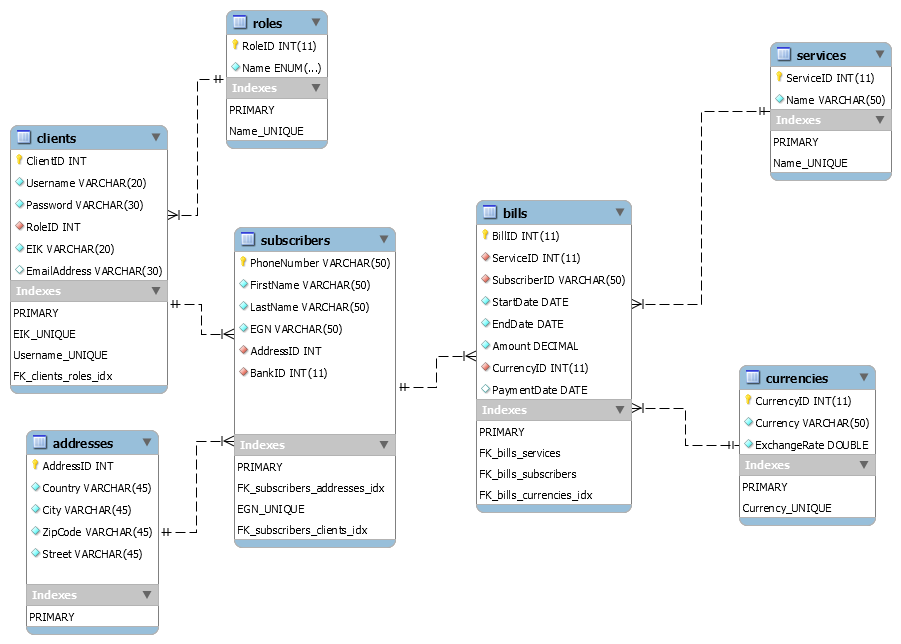 roles
RoleID INT(11)
Name ENUM(...)
Indexes
PRIMARY
Name_UNIQUE
services
ServiceID INT(11)
Name VARCHAR(50)
Indexes
PRIMARY
Name_UNIQUE
clients
ClientID INT
Username VARCHAR(20)
Password VARCHAR(30)
RoleID INT
EIK VARCHAR(20)
EmailAddress VARCHAR(30)
Indexes
PRIMARY
EIK_UNIQUE
Username_UNIQUE
FK_clients_roles_idx
subscribers
PhoneNumber VARCHAR(50)
FirstName VARCHAR(50)
LastName VARCHAR(50)
EGN VARCHAR(50)
AddressID INT
BankID INT(11)
Indexes
PRIMARY
FK_subscribers_addresses_idx
EGN_UNIQUE
FK_subscribers_clients_idx
bills
BillID INT(11)
ServiceID INT(11)
SubscriberID VARCHAR(50)
StartDate DATE
EndDate DATE
Amount DECIMAL
CurrencyID INT(11)
PaymentDate DATE
Indexes
PRIMARY
FK_bills_services
FK_bills_subscribers
FK_bills_currencies_idx
currencies
CurrencyID INT(11)
Currency VARCHAR(50)
ExchangeRate DOUBLE
Indexes
PRIMARY
Currency_UNIQUE
addresses
AddressID INT
Country VARCHAR(45)
City VARCHAR(45)
ZipCode VARCHAR(45)
Street VARCHAR(45)
Indexes
PRIMARY